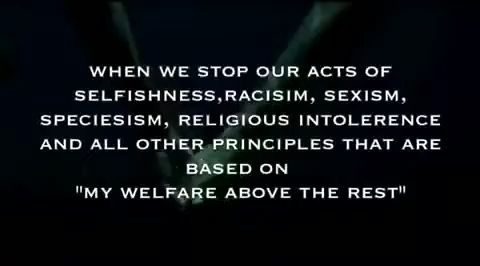 WHEN WE STOP OUR ACTS OF
SELFISHNESS,RACISIM, SEXISM,
SPECIESISM, RELIGIOUS INTOLERENCE
AND ALL OTHER PRINCIPLES THAT ARE
BASED ON
"MY WELFARE ABOVE THE REST"